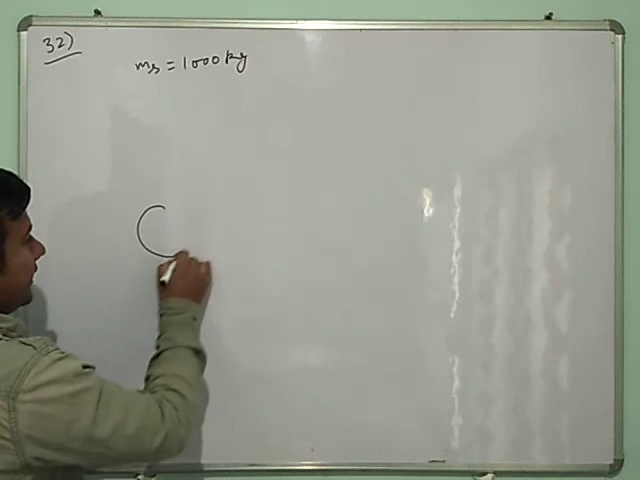 32)
ms = 1000 kg